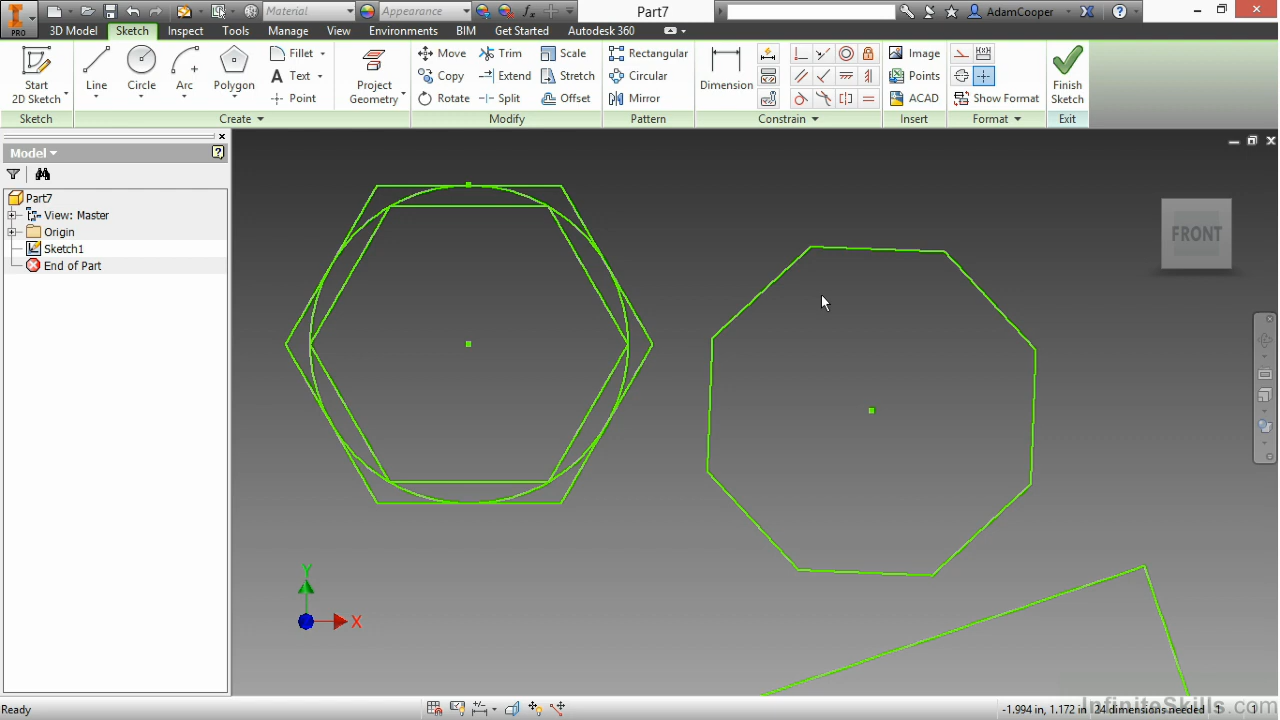 Material
Appearance
Part7
AdamCooper
PRO
3D Model
Sketch
Inspect
Tools
Manage
View
Environments
BIM
Get Started
Autodesk 360
Start
2D Sketch
Line
Circle
Arc
Polygon
Fillet
Text
Point
Project
Geometry
Move
Copy
Rotate
Trim
Extend
Split
Scale
Stretch
Offset
Rectangular
Circular
Mirror
Dimension
Image
Points
ACAD
Show Format
Finish
Sketch
Sketch
Create
Modify
Pattern
Constrain
Insert
Format
Exit
Model
Part7
View: Master
Origin
Sketch1
End of Part
FRONT
Y
X
Ready
-1.994 in, 1.172 in
24 dimensions needed
1
1
InfiniteSkills.com